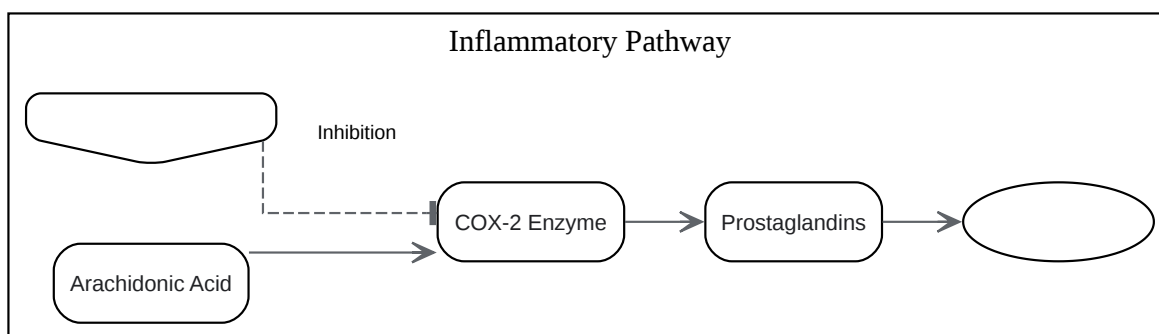 Inflammatory Pathway
Inhibition
COX-2 Enzyme
Prostaglandins
Arachidonic Acid